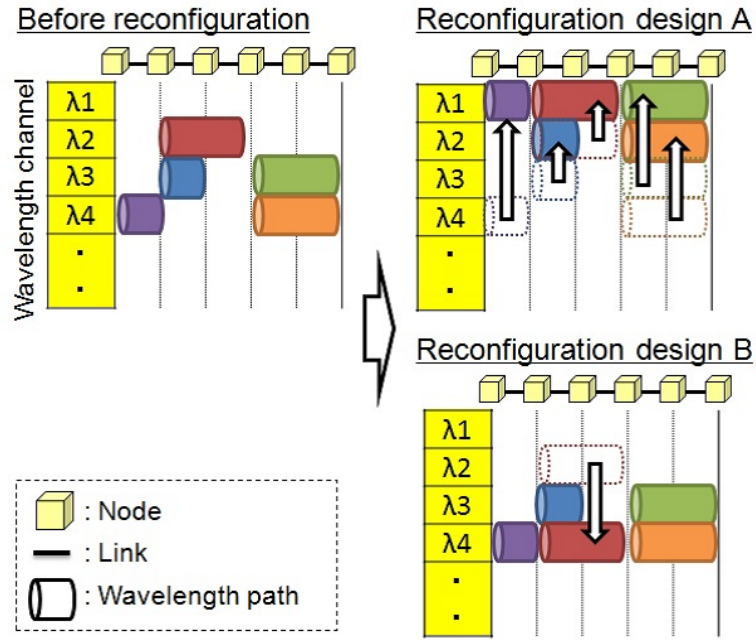 Before reconfiguration
Wavelength channel
λ1
λ2
λ3
λ4
.
.
Reconfiguration design A
λ1
λ2
λ3
λ4
.
.
Reconfiguration design B
λ1
λ2
λ3
λ4
.
.
: Node
: Link
: Wavelength path